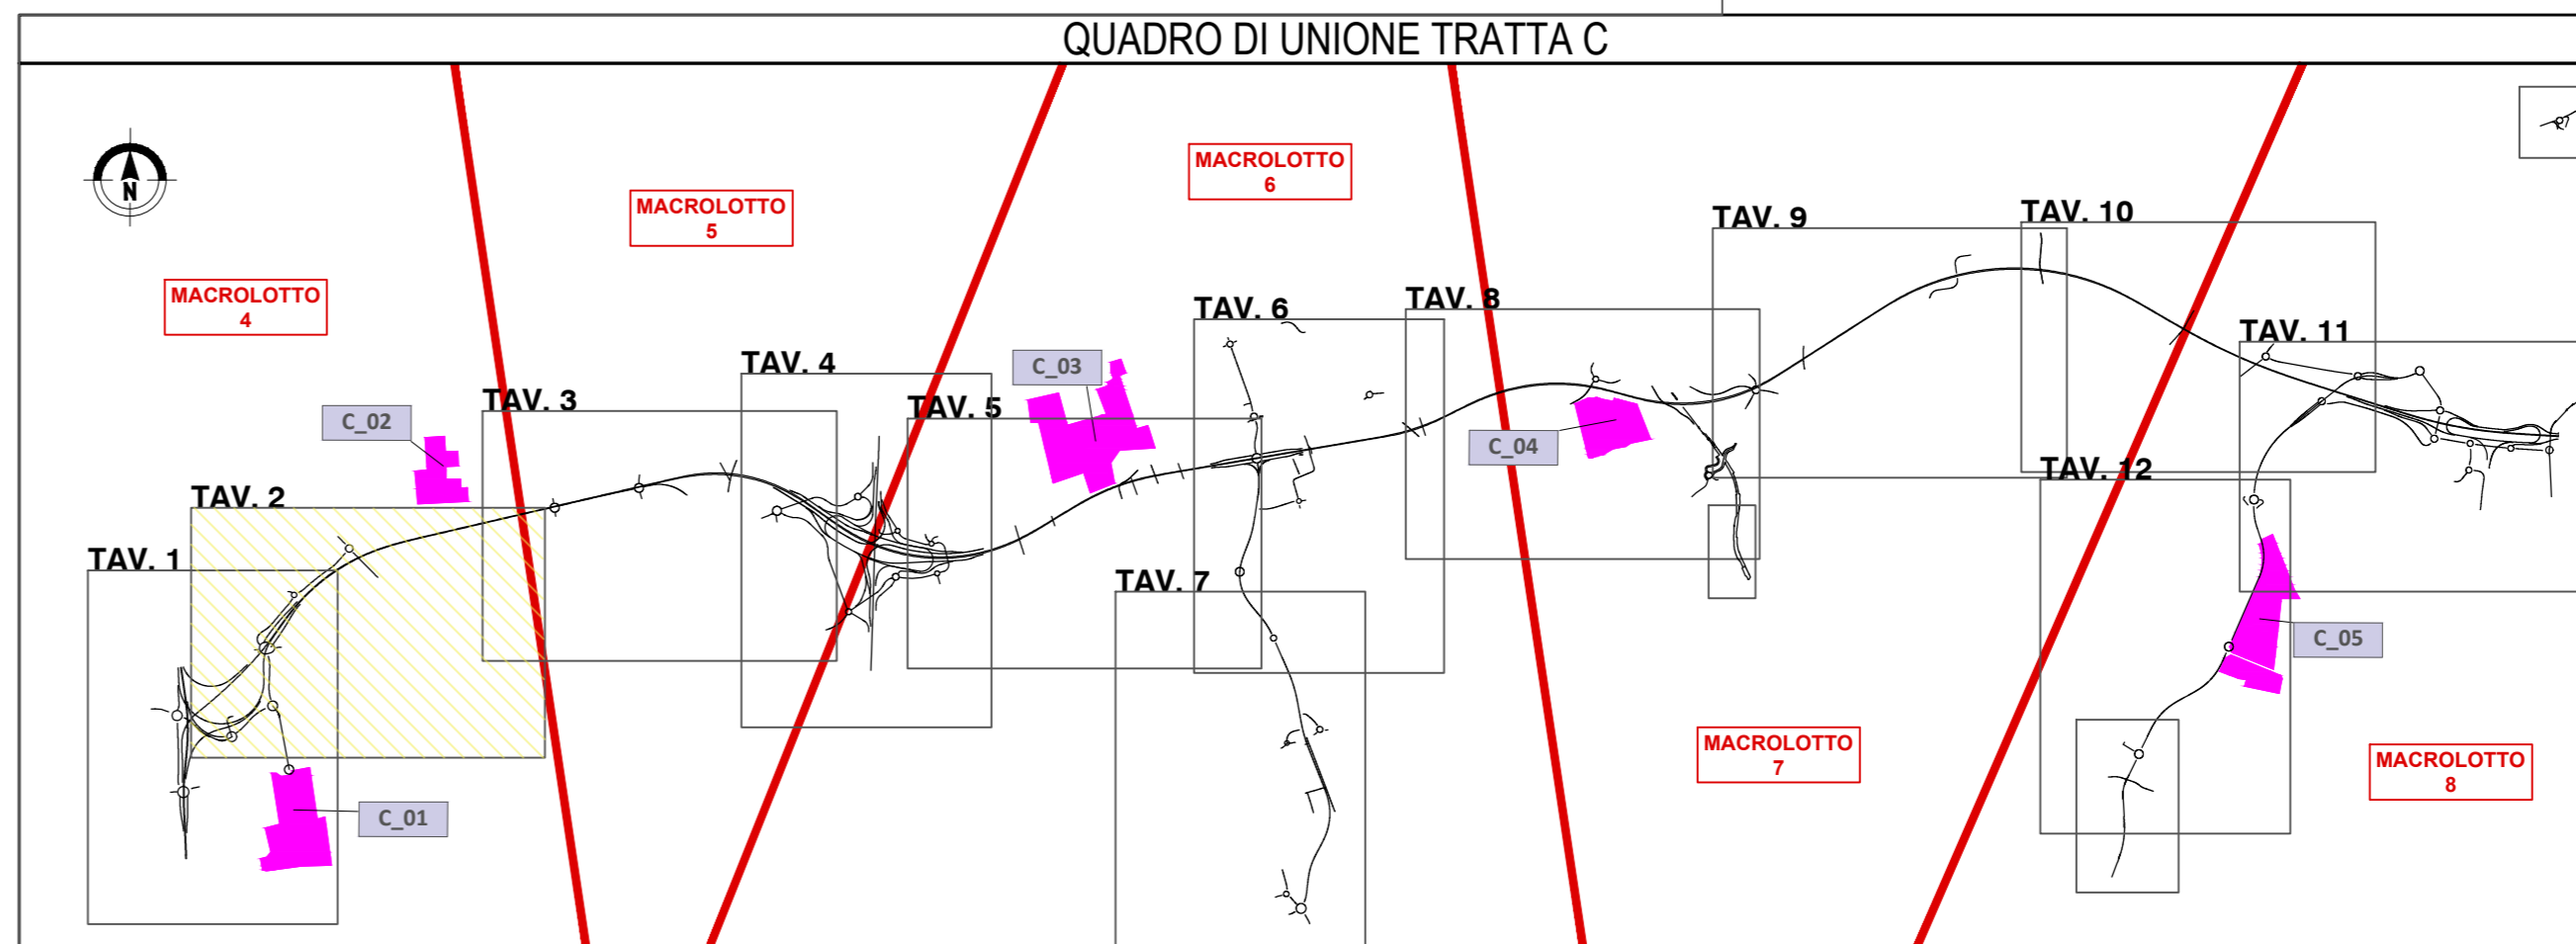 QUADRO DI UNIONE TRATTA C
N
MACROLOTTO
4
MACROLOTTO
5
MACROLOTTO
6
MACROLOTTO
7
MACROLOTTO
8
TAV. 1
TAV. 2
TAV. 3
TAV. 4
TAV. 5
TAV. 6
TAV. 7
TAV. 8
TAV. 9
TAV. 10
TAV. 11
TAV. 12
C_01
C_02
C_03
C_04
C_05